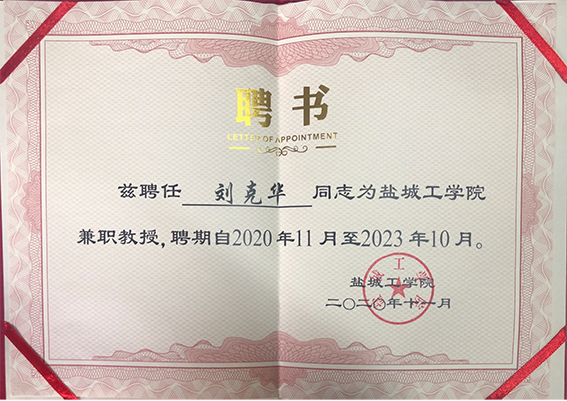 聘书
LETTER OF APPOINTMENT
兹聘任 刘克华 同志为盐城工学院
兼职教授，聘期自2020年11月至2023年10月。
盐城工学院
二〇二〇年十一月